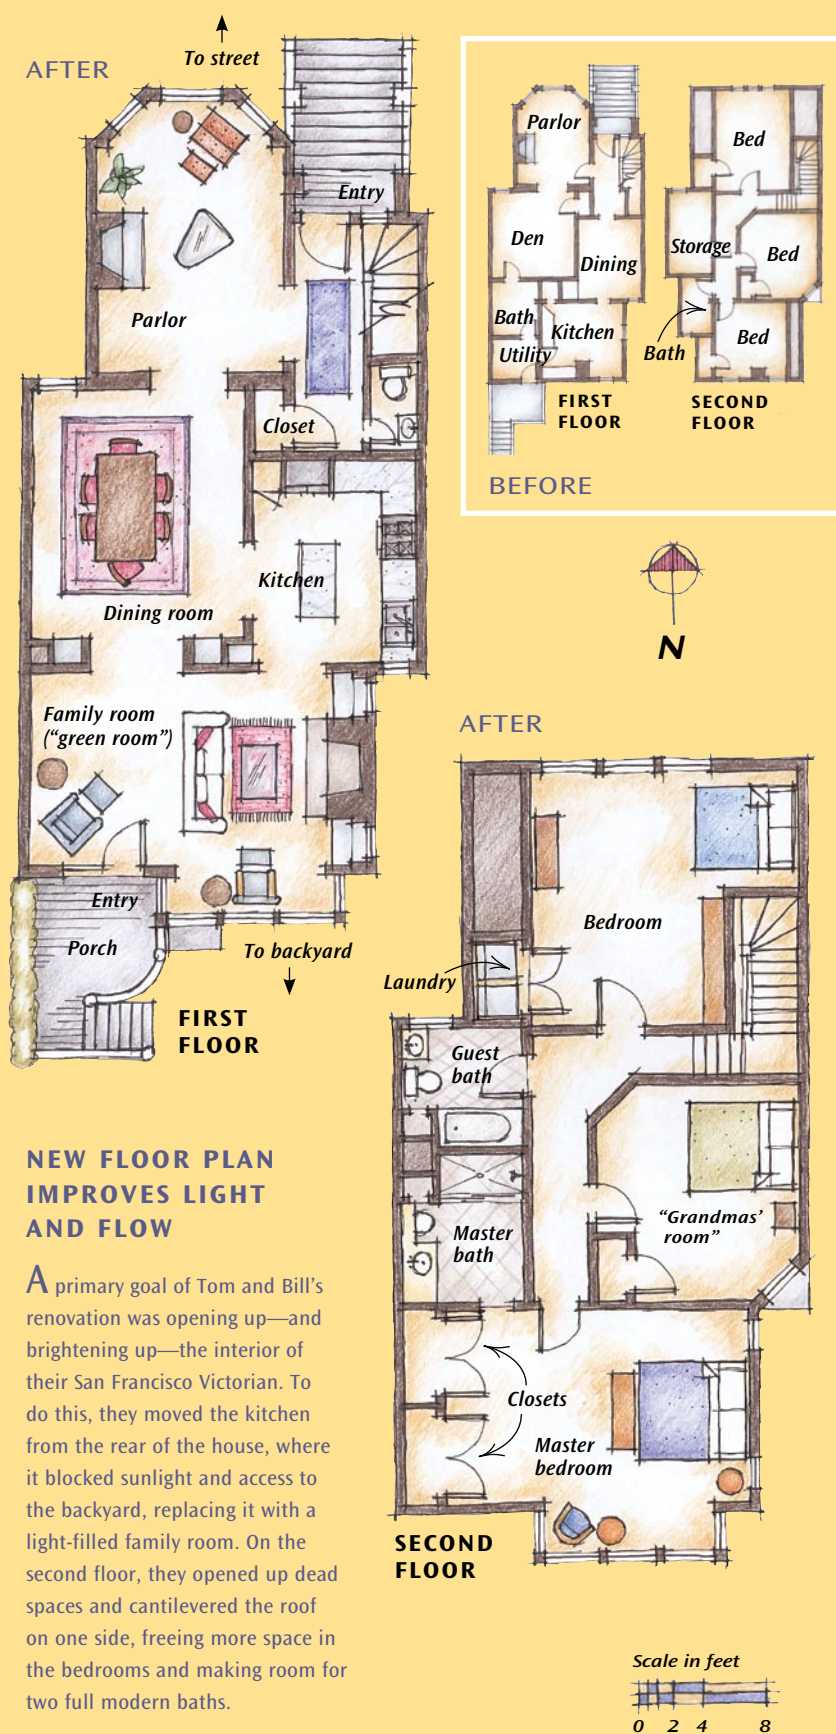 AFTER
To street
Entry
Parlor
Closet
Kitchen
Dining room
Family room
(“green room”)
Entry
Porch
To backyard
FIRST
FLOOR
Parlor
Den
Dining
Bath
Kitchen
Utility
FIRST
FLOOR
Bed
Storage
Bed
Bath
Bed
SECOND
FLOOR
BEFORE
N
AFTER
Bedroom
Laundry
Guest
bath
Master
bath
“Grandmas’
room”
Closets
Master
bedroom
SECOND
FLOOR
NEW FLOOR PLAN
IMPROVES LIGHT
AND FLOW
A primary goal of Tom and Bill’s
renovation was opening up—and
brightening up—the interior of
their San Francisco Victorian. To
do this, they moved the kitchen
from the rear of the house, where
it blocked sunlight and access to
the backyard, replacing it with a
light-filled family room. On the
second floor, they opened up dead
spaces and cantilevered the roof
on one side, freeing more space in
the bedrooms and making room for
two full modern baths.
Scale in feet
0 2 4 8